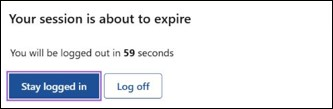 Your session is about to expire
You will be logged out in 59 seconds
Stay logged in
Log off